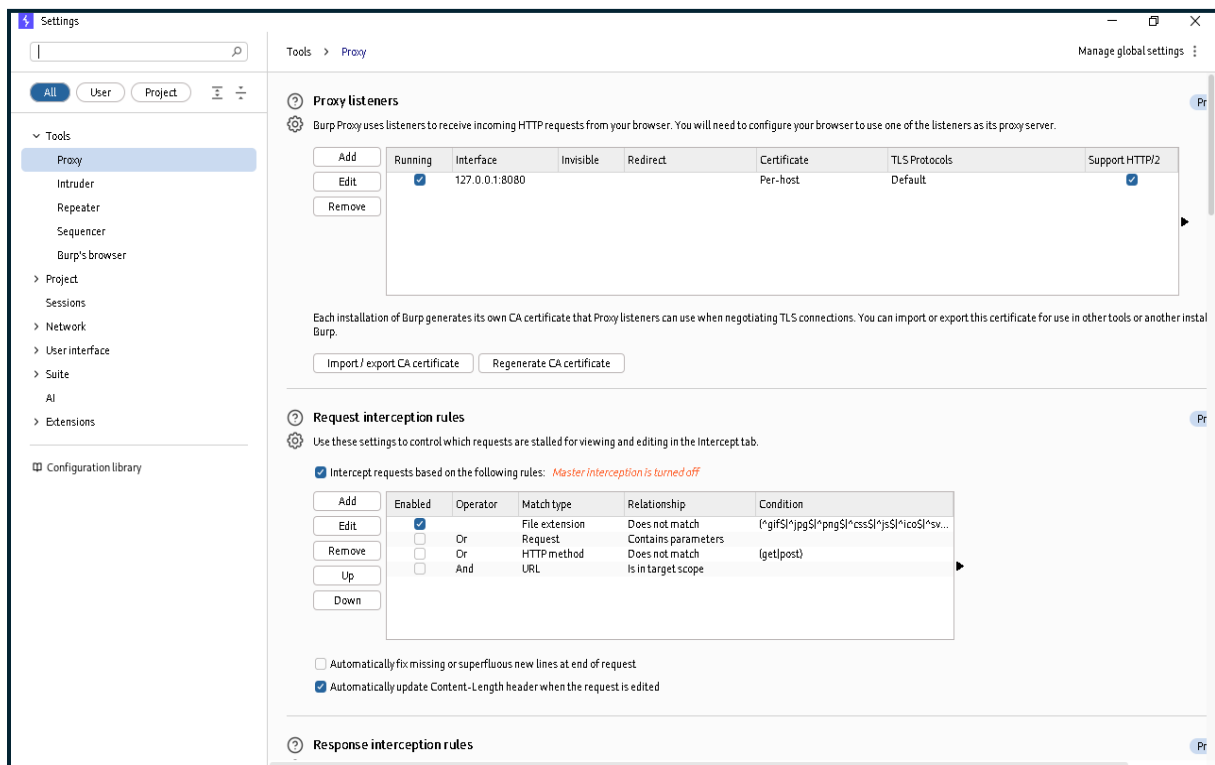 Settings
Tools > Proxy
Manage global settings
All User Project
Tools
Proxy
Intruder
Repeater
Sequencer
Burp's browser
Project
Sessions
Network
User interface
Suite
AI
Extensions
Configuration library
Proxy listeners
Pr
Burp Proxy uses listeners to receive incoming HTTP requests from your browser. You will need to configure your browser to use one of the listeners as its proxy server.
Add
Edit
Remove
Running Interface Invisible Redirect Certificate TLS Protocols Support HTTP/2
127.0.0.1:8080 Per-host Default
Each installation of Burp generates its own CA certificate that Proxy listeners can use when negotiating TLS connections. You can import or export this certificate for use in other tools or another instal
Burp.
Import / export CA certificate Regenerate CA certificate
Request interception rules
Pr
Use these settings to control which requests are stalled for viewing and editing in the Intercept tab.
Intercept requests based on the following rules: Master interception is turned off
Add
Edit
Remove
Up
Down
Enabled Operator Match type Relationship Condition
File extension Does not match (^gif$|^jpg$|^png$|^css$|^js$|^ico$|^sv...
Or Request Contains parameters
Or HTTP method Does not match (get|post)
And URL Is in target scope
Automatically fix missing or superfluous new lines at end of request
Automatically update Content-Length header when the request is edited
Response interception rules
Pr